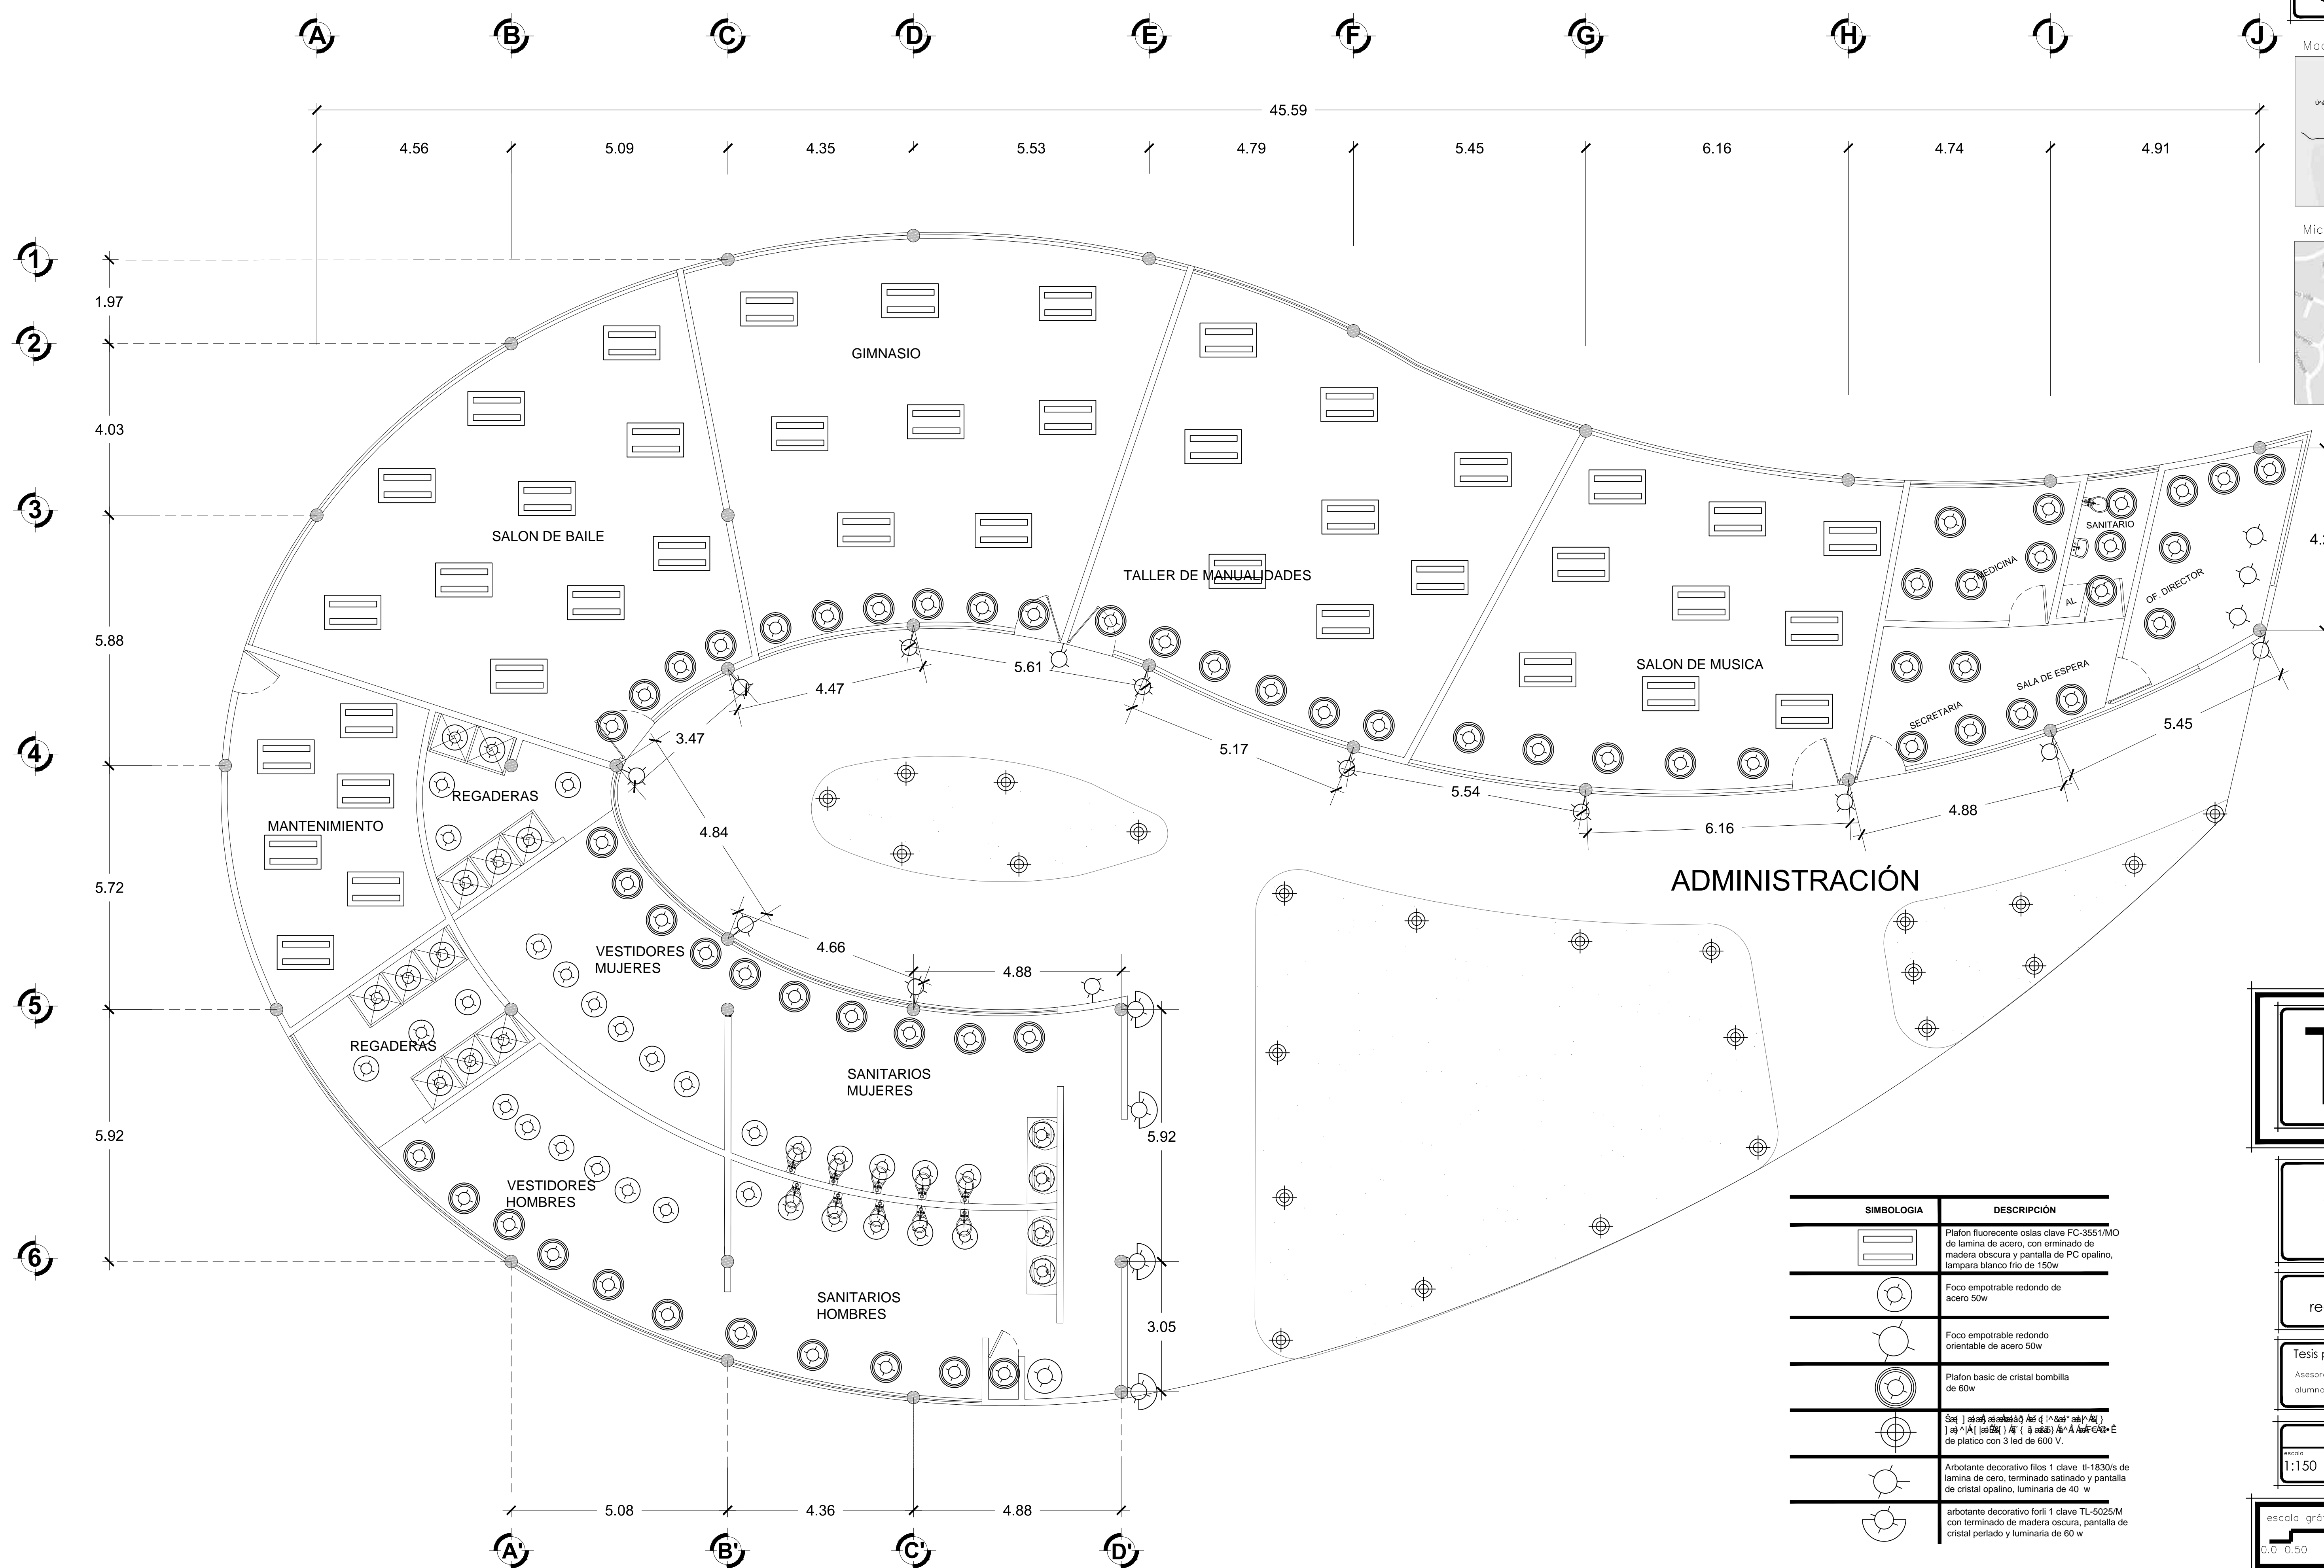 A B C D E F G H I J
45.59
4.56 5.09 4.35 5.53 4.79 5.45 6.16 4.74 4.91
1
1.97
2
4.03
3
5.88
4
5.72
5
5.92
6
GIMNASIO
SALON DE BAILE
TALLER DE MANUALIDADES
SALON DE MUSICA
MEDICINA
SANITARIO
AL
OF. DIRECTOR
SALA DE ESPERA
SECRETARIA
5.61
4.47
3.47
5.17
5.54
6.16
4.88
5.45
REGADERAS
MANTENIMIENTO
4.84
ADMINISTRACIÓN
4.66
4.88
VESTIDORES
MUJERES
REGADERAS
SANITARIOS
MUJERES
5.92
VESTIDORES
HOMBRES
SANITARIOS
HOMBRES
3.05
5.08 4.36 4.88
A' B' C' D'
SIMBOLOGIA DESCRIPCIÓN
Plafon fluorecente oslas clave FC-3551/MO
de lamina de acero, con erminado de
madera obscura y pantalla de PC opalino,
lampara blanco frio de 150w
Foco empotrable redondo de
acero 50w
Foco empotrable redondo
orientable de acero 50w
Plafon basic de cristal bombilla
de 60w
de platico con 3 led de 600 V.
Arbotante decorativo filos 1 clave tl-1830/s de
lamina de cero, terminado satinado y pantalla
de cristal opalino, luminaria de 40 w
arbotante decorativo forli 1 clave TL-5025/M
con terminado de madera oscura, pantalla de
cristal perlado y luminaria de 60 w
Tesis
escala
1:150
escala
0.0 0.50